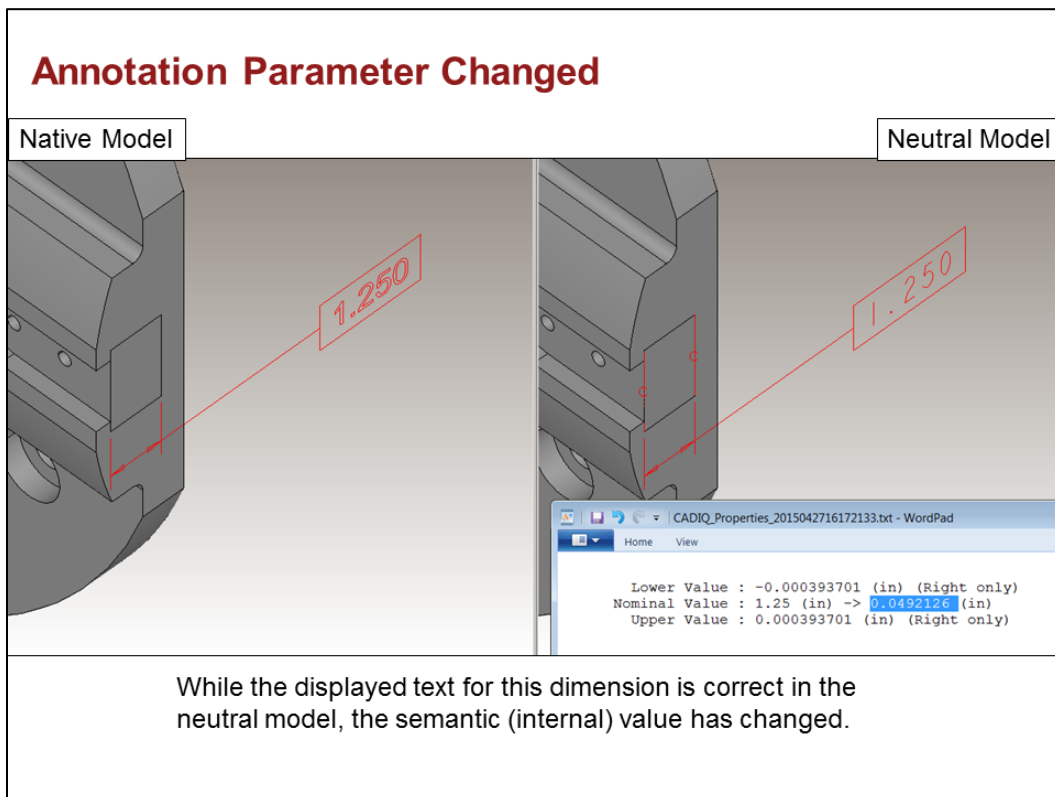 Annotation Parameter Changed
Native Model
Neutral Model
1.250
1.250
CADIQ_Properties_2015042716172133.txt - WordPad
Home View
Lower Value : -0.000393701 (in) (Right only)
Nominal Value : 1.25 (in) -> 0.0492126 (in)
Upper Value : 0.000393701 (in) (Right only)
While the displayed text for this dimension is correct in the
neutral model, the semantic (internal) value has changed.